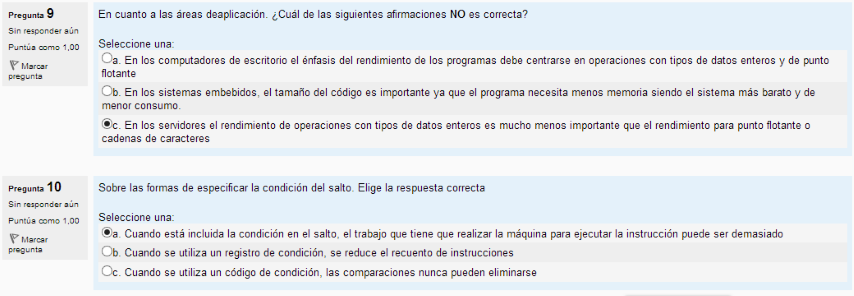 Pregunta 9
Sin responder aún
Puntúa como 1,00
Marcar
pregunta
En cuanto a las áreas deaplicación. ¿Cuál de las siguientes afirmaciones NO es correcta?
Seleccione una:
a. En los computadores de escritorio el énfasis del rendimiento de los programas debe centrarse en operaciones con tipos de datos enteros y de punto
flotante
b. En los sistemas embebidos, el tamaño del código es importante ya que el programa necesita menos memoria siendo el sistema más barato y de
menor consumo.
c. En los servidores el rendimiento de operaciones con tipos de datos enteros es mucho menos importante que el rendimiento para punto flotante o
cadenas de caracteres
Pregunta 10
Sin responder aún
Puntúa como 1,00
Marcar
pregunta
Sobre las formas de especificar la condición del salto. Elige la respuesta correcta
Seleccione una:
a. Cuando está incluida la condición en el salto, el trabajo que tiene que realizar la máquina para ejecutar la instrucción puede ser demasiado
b. Cuando se utiliza un registro de condición, se reduce el recuento de instrucciones
c. Cuando se utiliza un código de condición, las comparaciones nunca pueden eliminarse